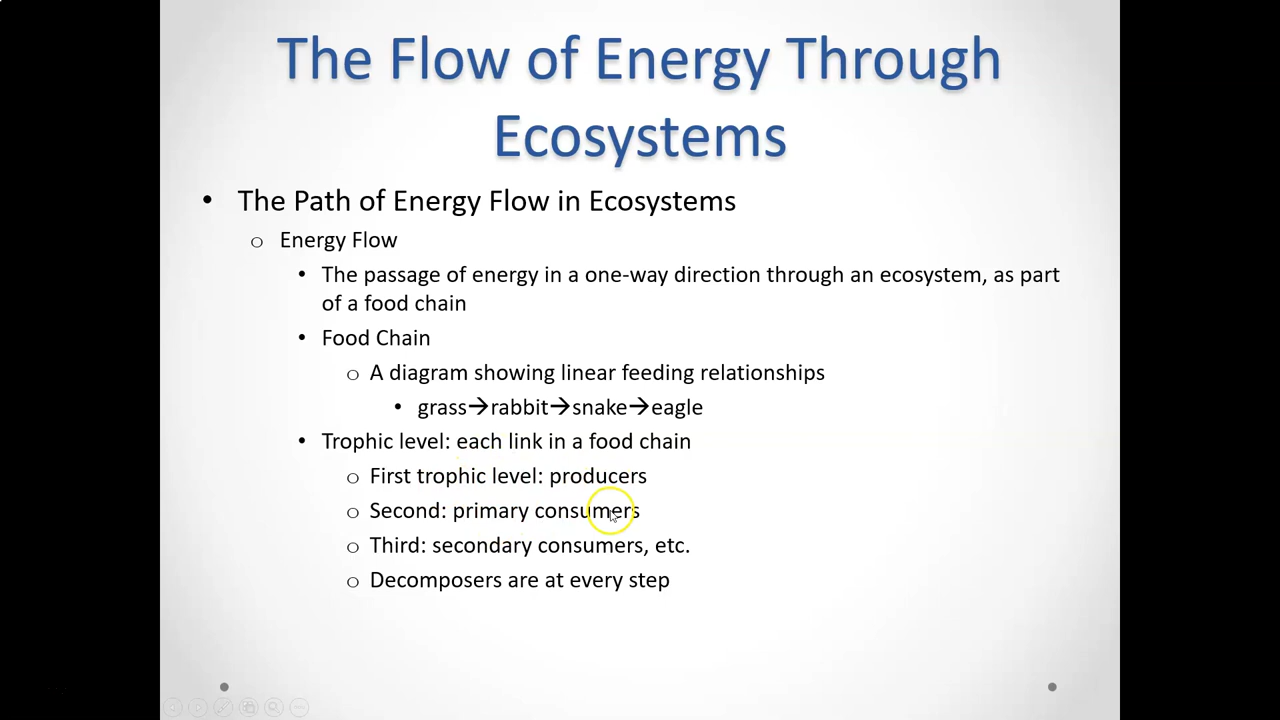 The Flow of Energy Through
Ecosystems
• The Path of Energy Flow in Ecosystems
o Energy Flow
• The passage of energy in a one-way direction through an ecosystem, as part
of a food chain
• Food Chain
o A diagram showing linear feeding relationships
• grass→rabbit→snake→eagle
• Trophic level: each link in a food chain
o First trophic level: producers
o Second: primary consumers
o Third: secondary consumers, etc.
o Decomposers are at every step